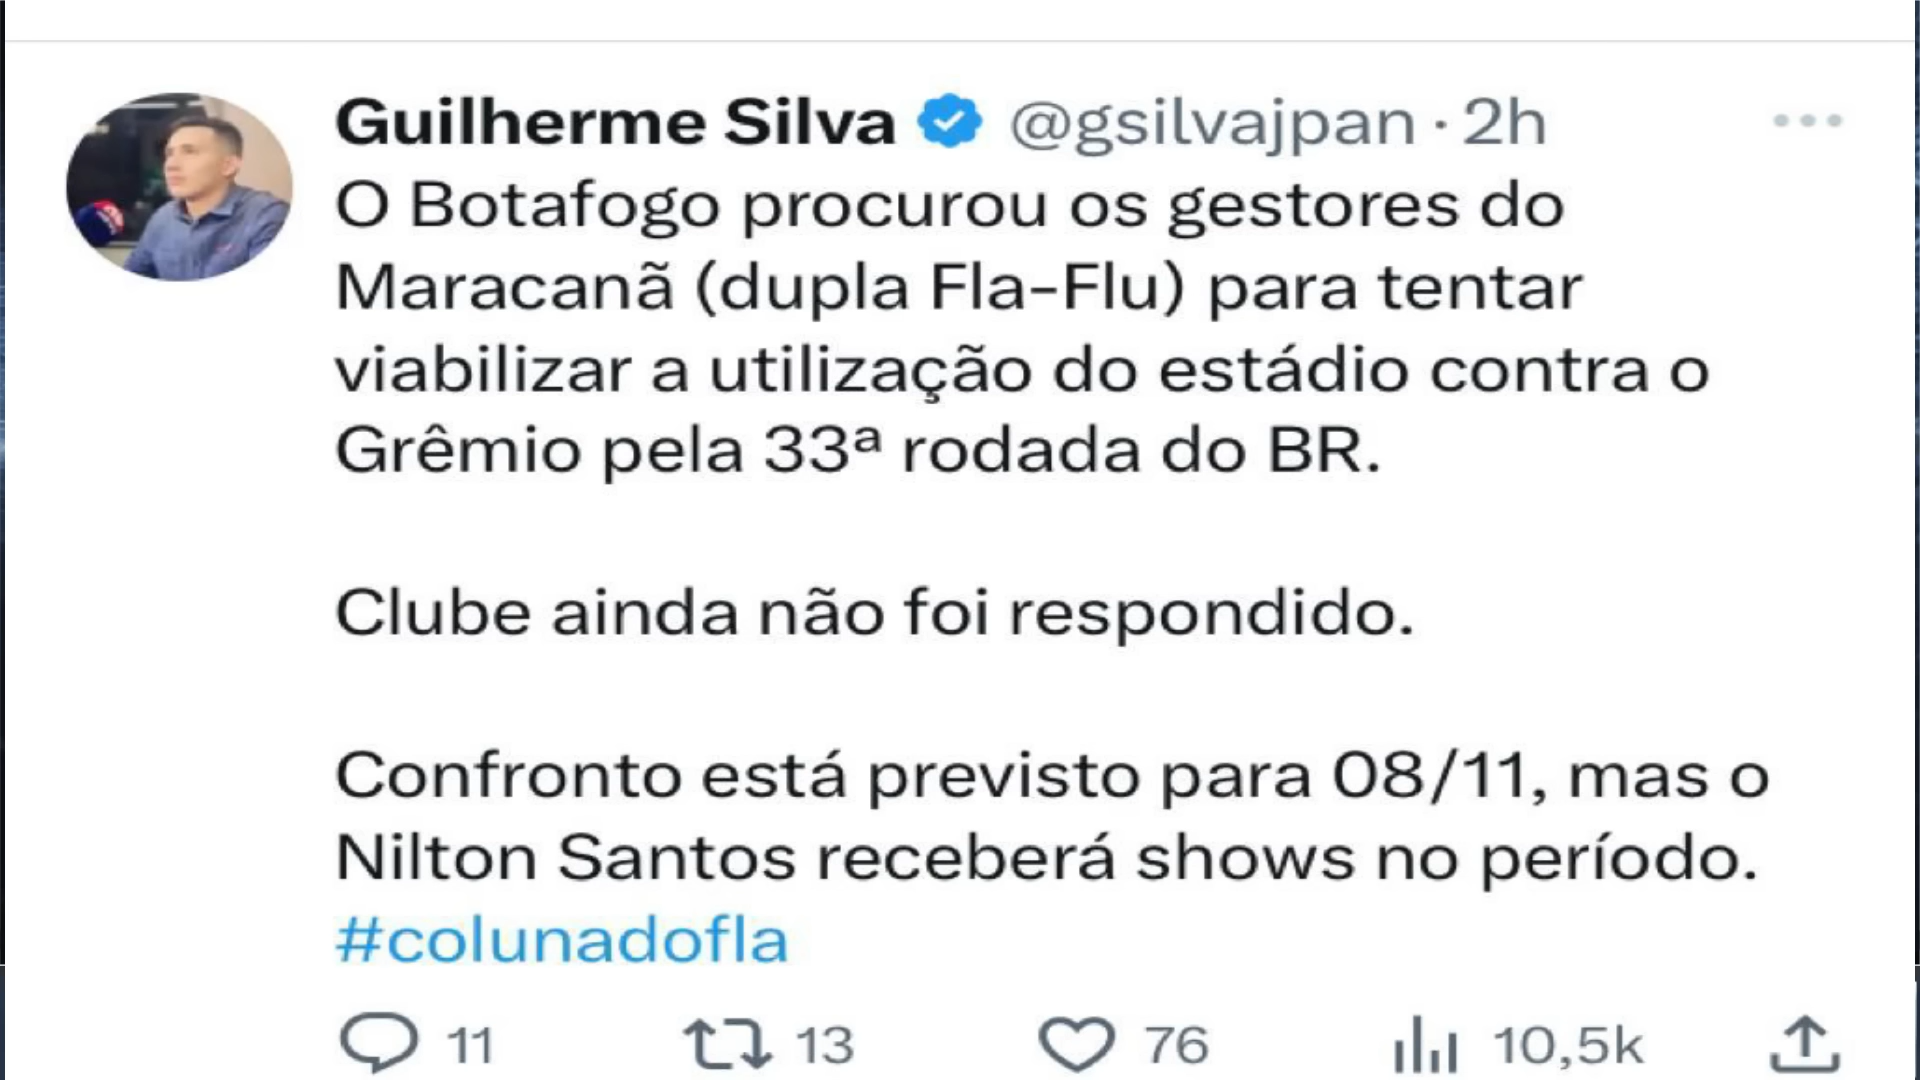 Guilherme Silva @gsilvajpan · 2h
O Botafogo procurou os gestores do
Maracanã (dupla Fla-Flu) para tentar
viabilizar a utilização do estádio contra o
Grêmio pela 33ª rodada do BR.
Clube ainda não foi respondido.
Confronto está previsto para 08/11, mas o
Nilton Santos receberá shows no período.
#colunadofla
11 13 76 10,5k